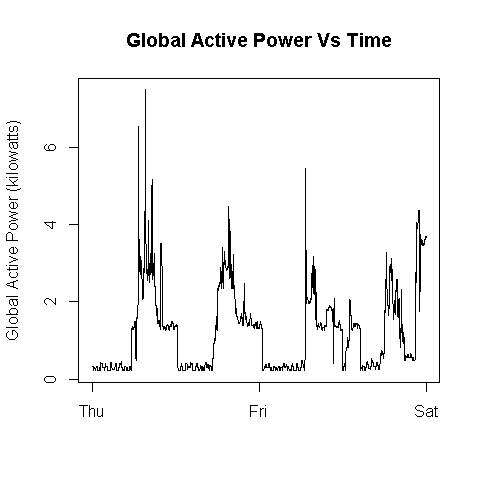 Global Active Power Vs Time
Global Active Power (kilowatts)
6
4
2
0
Thu
Fri
Sat